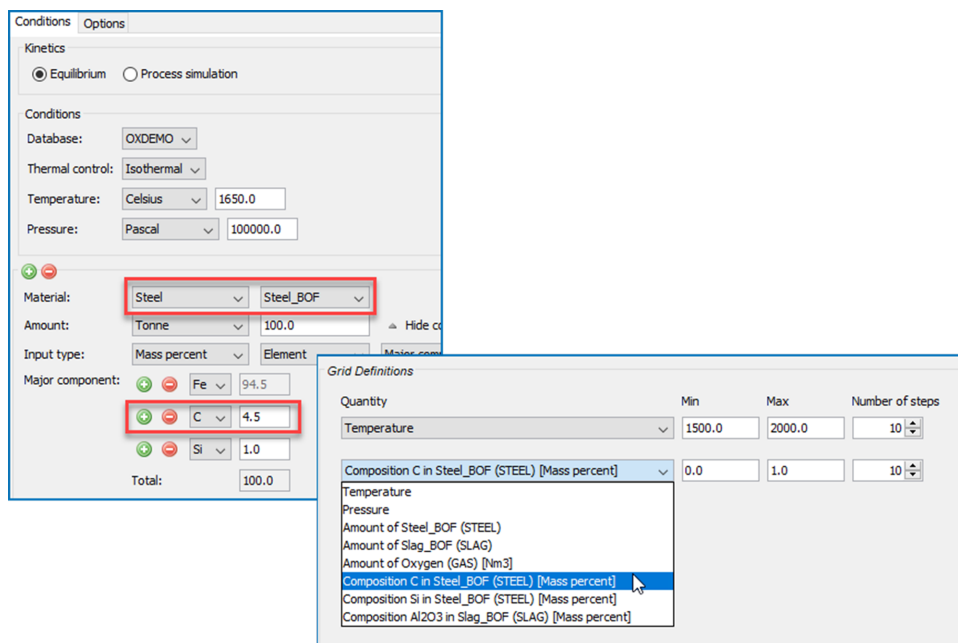 Conditions Options
Kinetics
Equilibrium Process simulation
Conditions
Database: OXDEMO
Thermal control: Isothermal
Temperature: Celsius 1650.0
Pressure: Pascal 100000.0
Material: Steel Steel_BOF
Amount: Tonne 100.0 Hide
Input type: Mass percent Element
Major component: Fe 94.5
C 4.5
Si 1.0
Total: 100.0
Grid Definitions
Quantity Min Max Number of steps
Temperature 1500.0 2000.0 10
Composition C in Steel_BOF (STEEL) [Mass percent] 0.0 1.0 10
Temperature
Pressure
Amount of Steel_BOF (STEEL)
Amount of Slag_BOF (SLAG)
Amount of Oxygen (GAS) [Nm3]
Composition C in Steel_BOF (STEEL) [Mass percent]
Composition Si in Steel_BOF (STEEL) [Mass percent]
Composition Al2O3 in Slag_BOF (SLAG) [Mass percent]